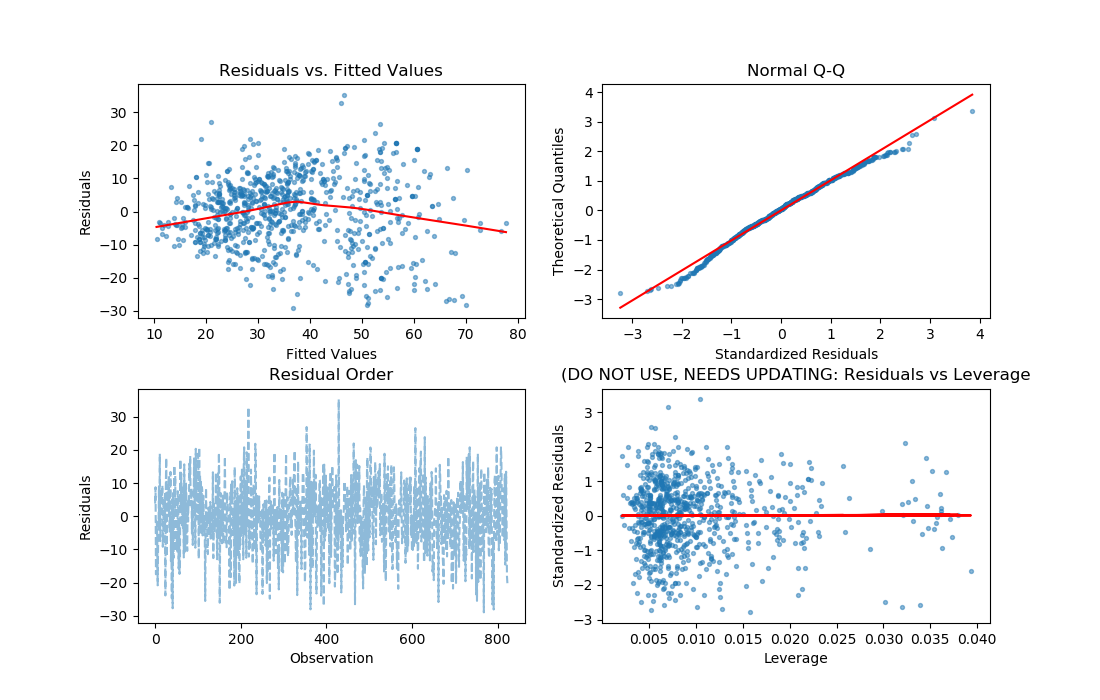 Residuals vs. Fitted Values
30
20
10
0
−10
−20
−30
Residuals
10 20 30 40 50 60 70 80
Fitted Values
Normal Q-Q
4
3
2
1
0
−1
−2
−3
Theoretical Quantiles
−3 −2 −1 0 1 2 3 4
Standardized Residuals
Residual Order
30
20
10
0
−10
−20
−30
Residuals
0 200 400 600 800
Observation
(DO NOT USE, NEEDS UPDATING: Residuals vs Leverage
3
2
1
0
−1
−2
−3
Standardized Residuals
0.005 0.010 0.015 0.020 0.025 0.030 0.035 0.040
Leverage